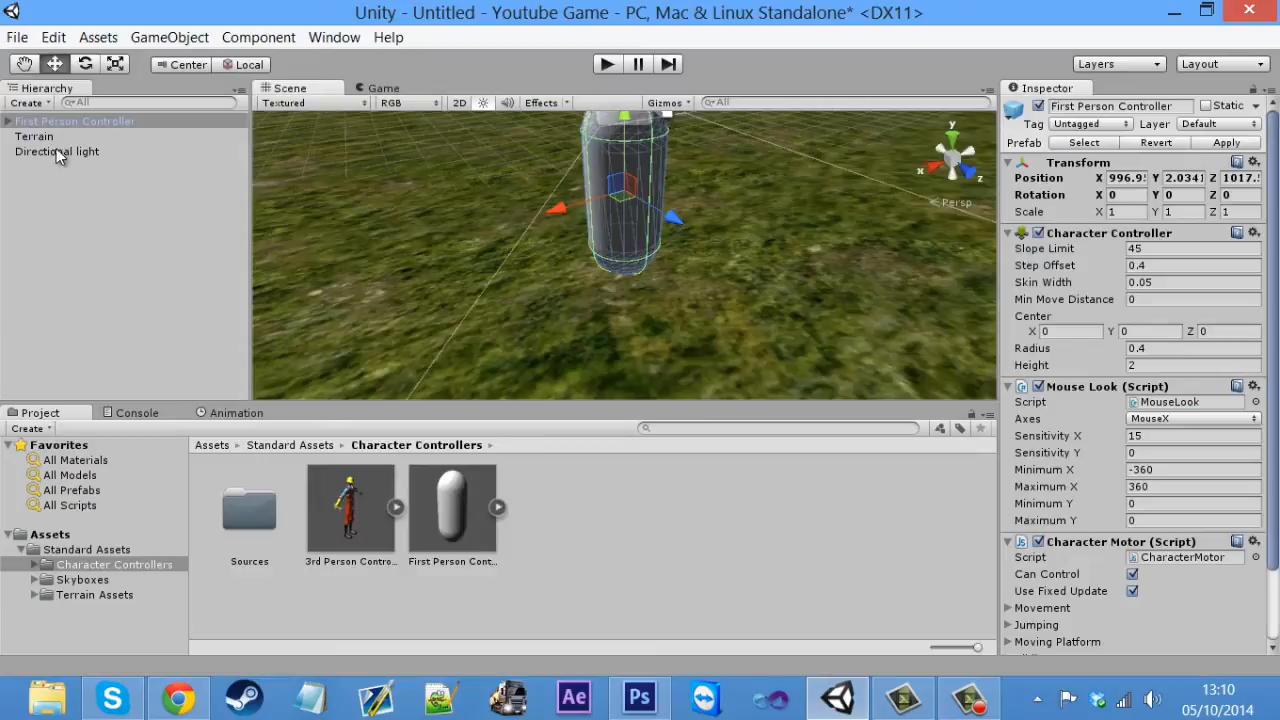 Unity - Untitled - Youtube Game - PC, Mac & Linux Standalone* <DX11>
File Edit Assets GameObject Component Window Help
Center Local Layers Layout
Hierarchy Scene Game Inspector
Create All Textured RGB 2D Effects Gizmos All
First Person Controller
Terrain
Directional light
y
x
z
Persp
First Person Controller Static
Tag Untagged Layer Default
Prefab Select Revert Apply
Transform
Position X 996.9 Y 2.0341 Z 1017.
Rotation X 0 Y 0 Z 0
Scale X 1 Y 1 Z 1
Character Controller
Slope Limit 45
Step Offset 0.4
Skin Width 0.05
Min Move Distance 0
Center
X 0 Y 0 Z 0
Radius 0.4
Height 2
Mouse Look (Script)
Script MouseLook
Axes MouseX
Sensitivity X 15
Sensitivity Y 0
Minimum X -360
Maximum X 360
Minimum Y 0
Maximum Y 0
Character Motor (Script)
Script CharacterMotor
Can Control
Use Fixed Update
Movement
Jumping
Moving Platform
Project Console Animation
Create
Favorites
All Materials
All Models
All Prefabs
All Scripts
Assets
Standard Assets
Character Controllers
Skyboxes
Terrain Assets
Assets Standard Assets Character Controllers
Sources 3rd Person Contro... First Person Cont...
S Ae Ps
13:10
05/10/2014